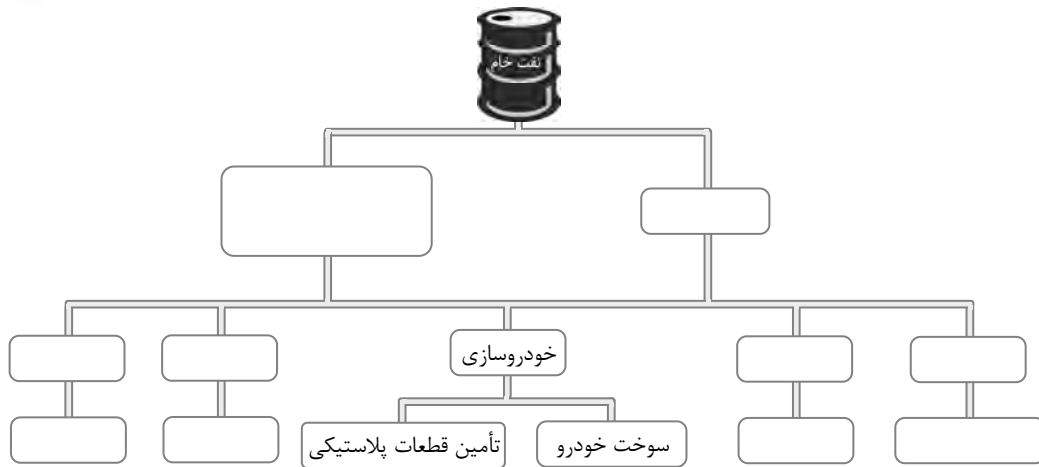 نفت خام
خودروسازی
سوخت خودرو
تأمین قطعات پلاستیکی